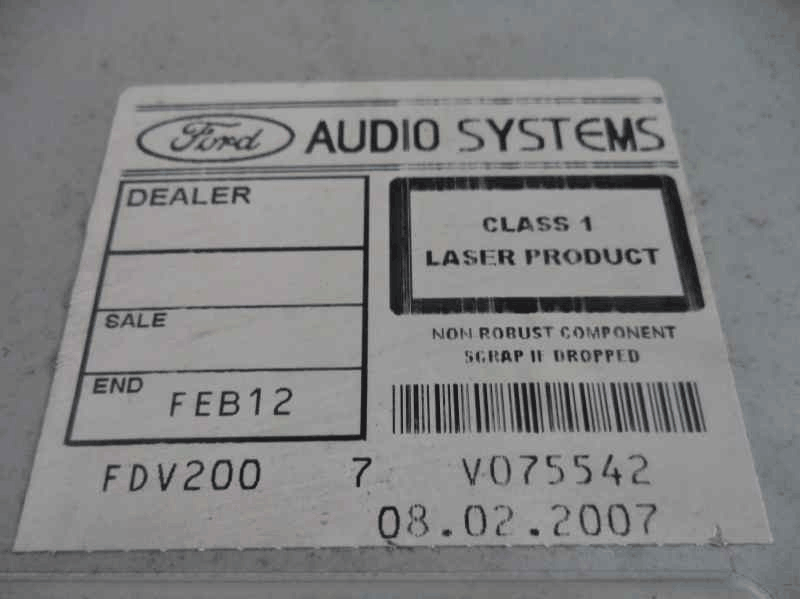 Ford AUDIO SYSTEMS
DEALER
SALE
END FEB12
CLASS 1
LASER PRODUCT
NON ROBUST COMPONENT
SCRAP IF DROPPED
FDV200 7 V075542
08.02.2007